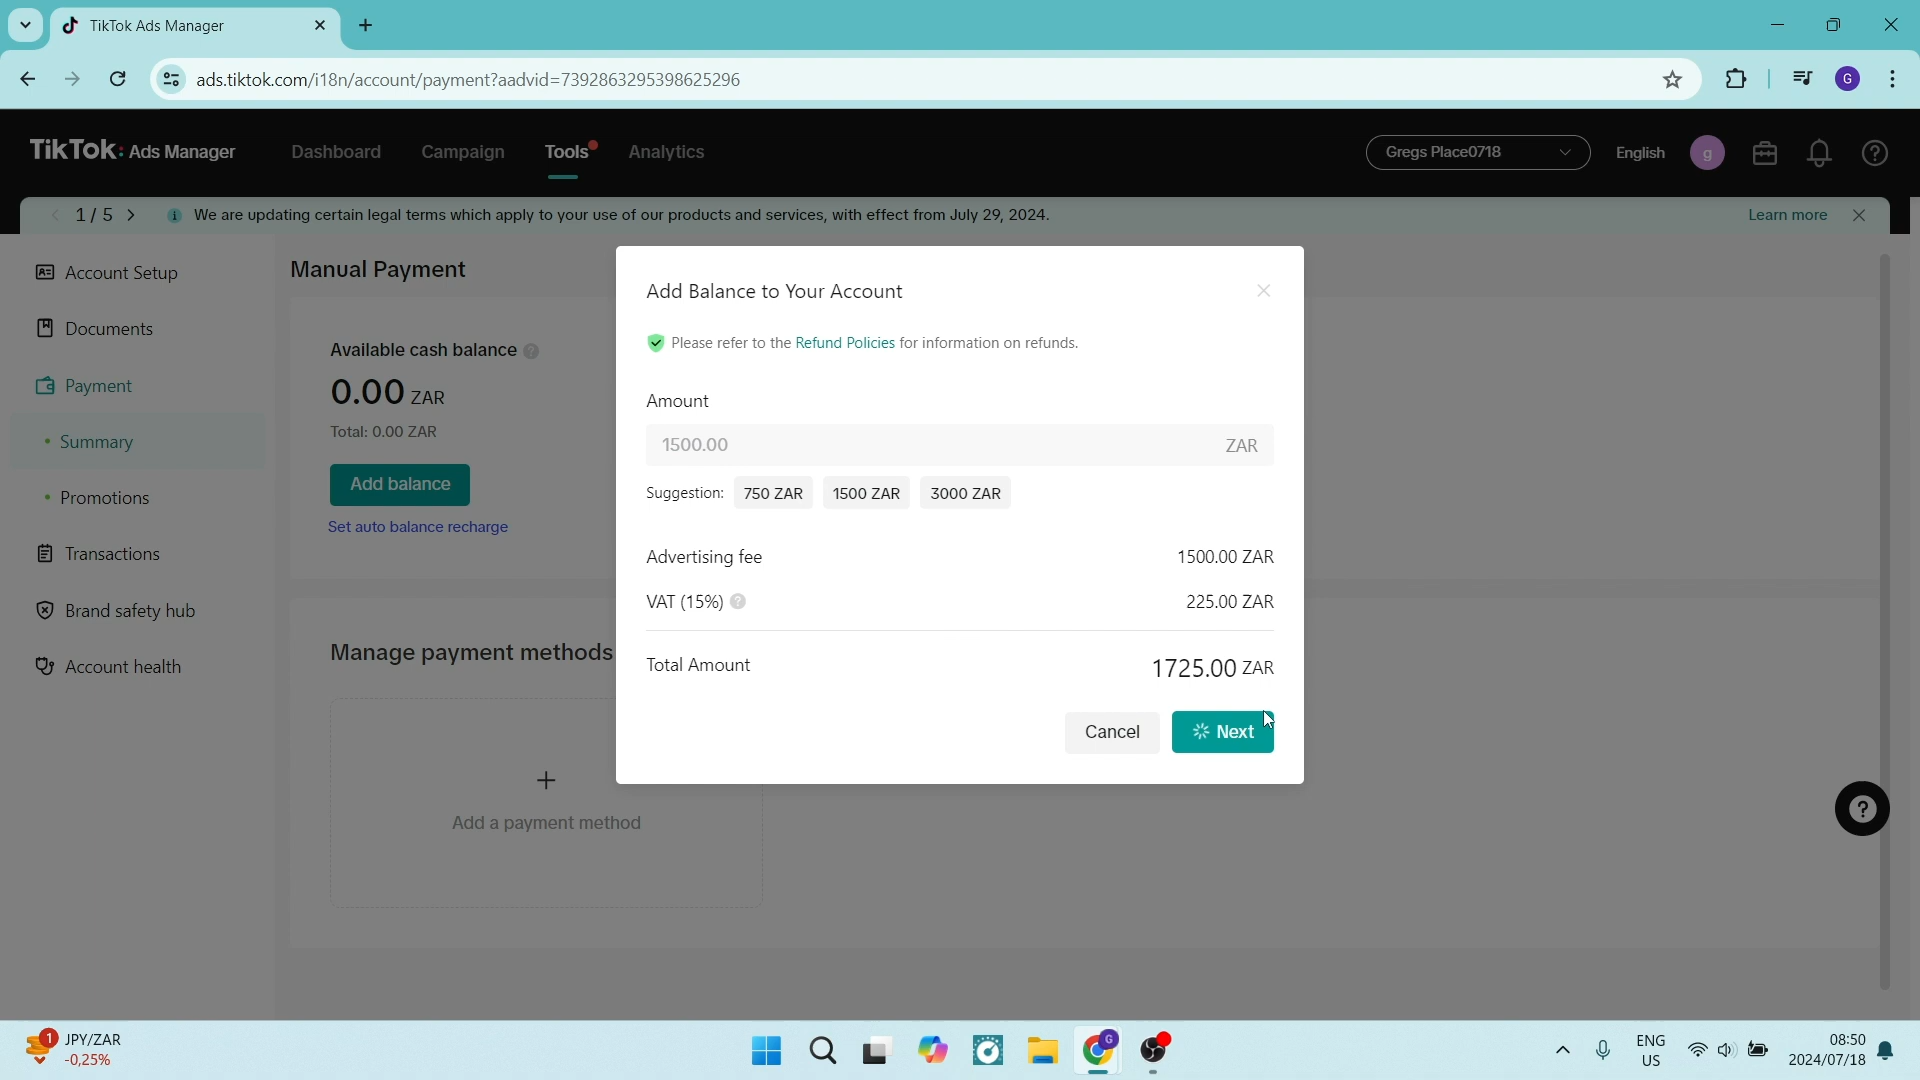 TikTok Ads Manager
ads.tiktok.com/i18n/account/payment?aadvid=7392863295398625296
G
TikTok: Ads Manager
Dashboard
Campaign
Tools
Analytics
Gregs Place0718
English
g
1 / 5
We are updating certain legal terms which apply to your use of our products and services, with effect from July 29, 2024.
Learn more
Account Setup
Documents
Payment
Summary
Promotions
Transactions
Brand safety hub
Account health
Manual Payment
Available cash balance
0.00 ZAR
Total: 0.00 ZAR
Add balance
Set auto balance recharge
Manage payment methods
+
Add a payment method
Add Balance to Your Account
Please refer to the Refund Policies for information on refunds.
Amount
1500.00 ZAR
Suggestion: 750 ZAR 1500 ZAR 3000 ZAR
Advertising fee 1500.00 ZAR
VAT (15%) 225.00 ZAR
Total Amount 1725.00 ZAR
Cancel Next
1
JPY/ZAR
-0,25%
G
ENG
US
08:50
2024/07/18